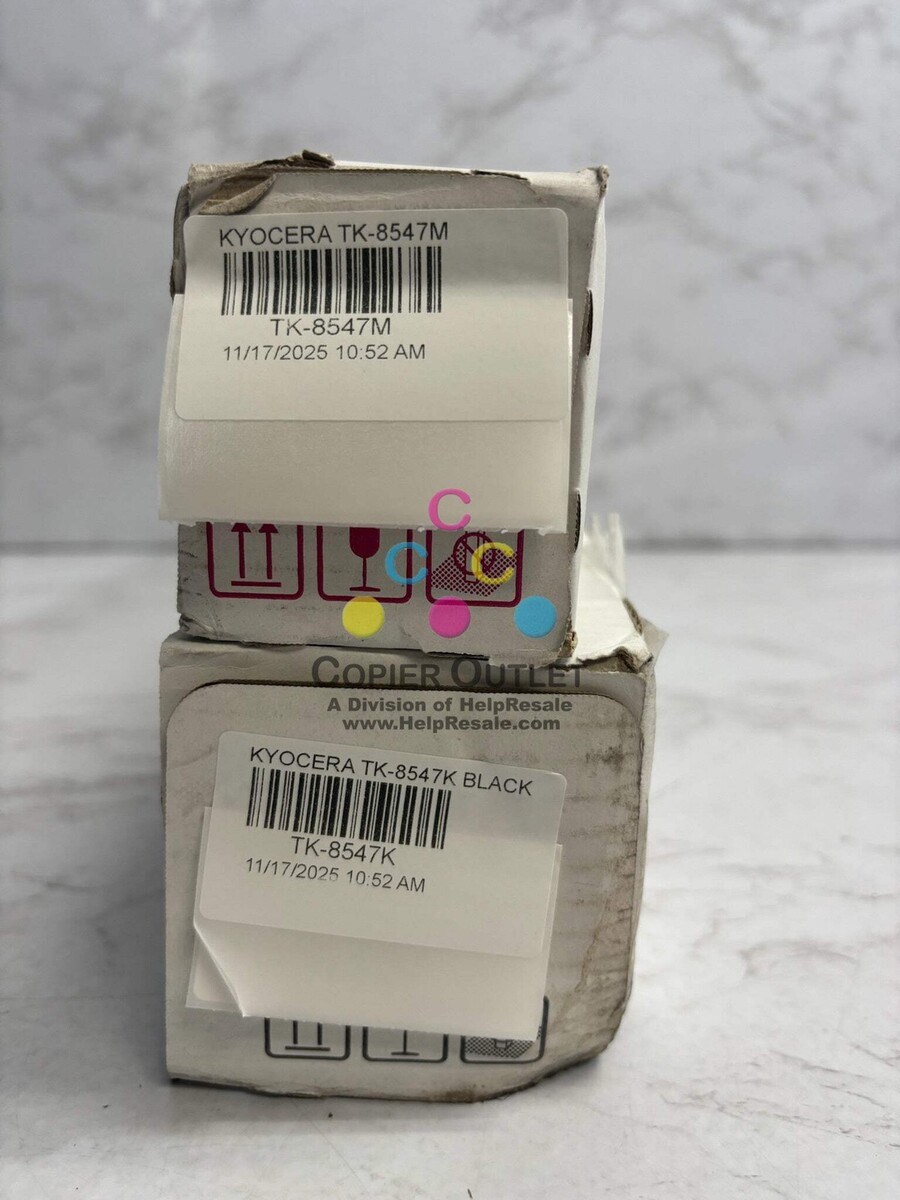 KYOCERA TK-8547M
TK-8547M
11/17/2025 10:52 AM
C
C C
COPIER OUTLET
A Division of HelpResale
www.HelpResale.com
KYOCERA TK-8547K BLACK
TK-8547K
11/17/2025 10:52 AM